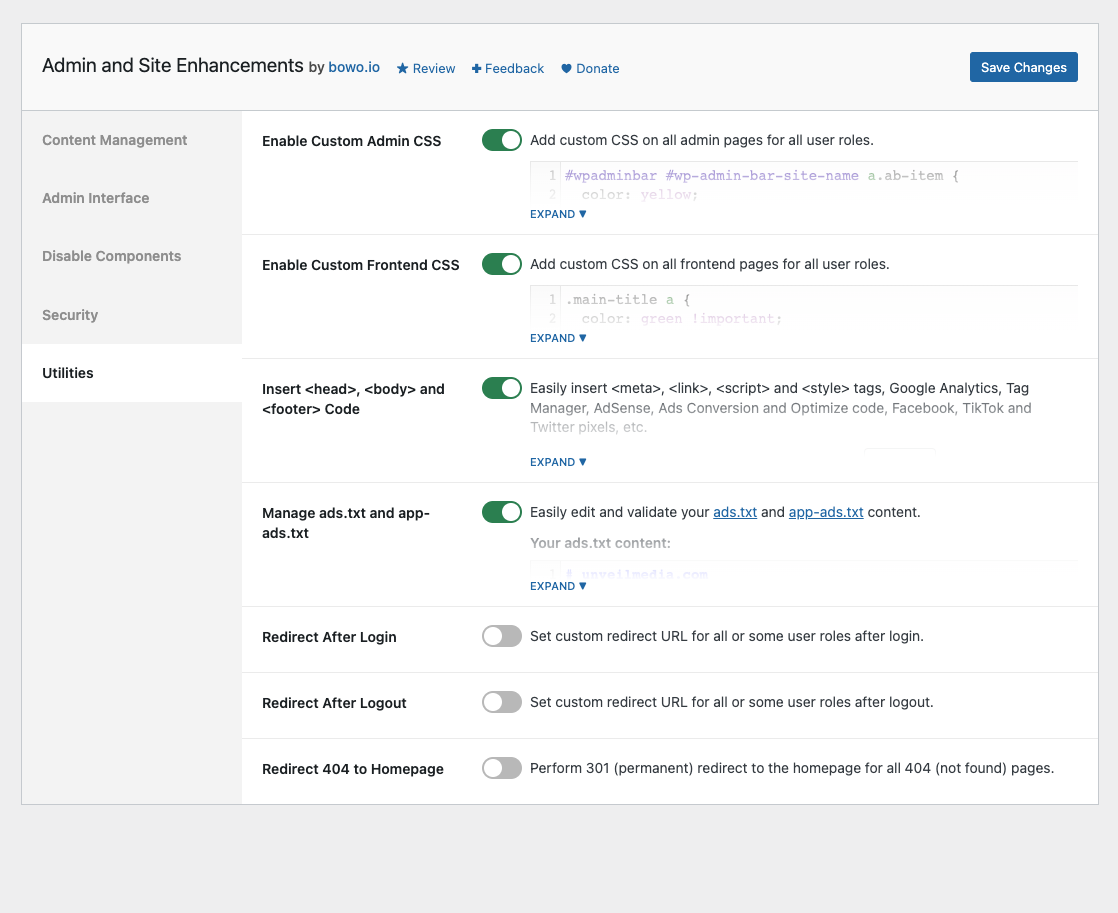 Admin and Site Enhancements by bowo.io Review Feedback Donate
Save Changes
Content Management
Admin Interface
Disable Components
Security
Utilities
Enable Custom Admin CSS
Add custom CSS on all admin pages for all user roles.
1 #wpadminbar #wp-admin-bar-site-name a.ab-item {
2 color: yellow;
EXPAND ▼
Enable Custom Frontend CSS
Add custom CSS on all frontend pages for all user roles.
1 .main-title a {
2 color: green !important;
EXPAND ▼
Insert <head>, <body> and
<footer> Code
Easily insert <meta>, <link>, <script> and <style> tags, Google Analytics, Tag
Manager, AdSense, Ads Conversion and Optimize code, Facebook, TikTok and
Twitter pixels, etc.
EXPAND ▼
Manage ads.txt and app-
ads.txt
Easily edit and validate your ads.txt and app-ads.txt content.
Your ads.txt content:
1 # unveilmedia.com
EXPAND ▼
Redirect After Login
Set custom redirect URL for all or some user roles after login.
Redirect After Logout
Set custom redirect URL for all or some user roles after logout.
Redirect 404 to Homepage
Perform 301 (permanent) redirect to the homepage for all 404 (not found) pages.